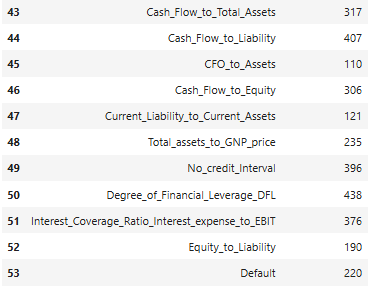 43 Cash_Flow_to_Total_Assets 317
44 Cash_Flow_to_Liability 407
45 CFO_to_Assets 110
46 Cash_Flow_to_Equity 306
47 Current_Liability_to_Current_Assets 121
48 Total_assets_to_GNP_price 235
49 No_credit_Interval 396
50 Degree_of_Financial_Leverage_DFL 438
51 Interest_Coverage_Ratio_Interest_expense_to_EBIT 376
52 Equity_to_Liability 190
53 Default 220